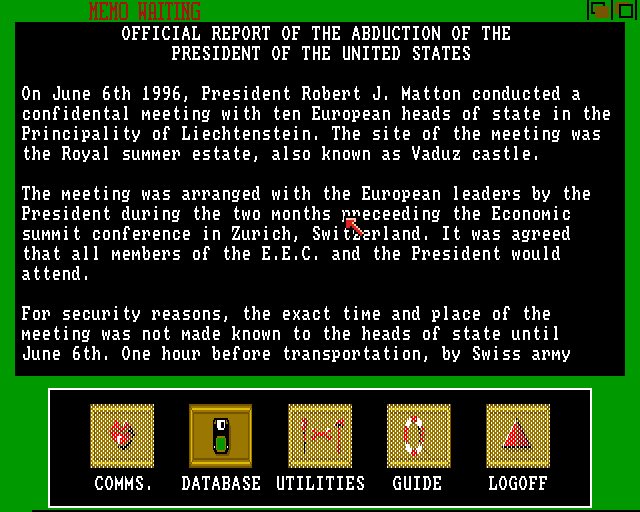 MEMO WAITING
OFFICIAL REPORT OF THE ABDUCTION OF THE
PRESIDENT OF THE UNITED STATES
On June 6th 1996, President Robert J. Matton conducted a
confidental meeting with ten European heads of state in the
Principality of Liechtenstein. The site of the meeting was
the Royal summer estate, also known as Vaduz castle.
The meeting was arranged with the European leaders by the
President during the two months preceeding the Economic
summit conference in Zurich, Switzerland. It was agreed
that all members of the E.E.C. and the President would
attend.
For security reasons, the exact time and place of the
meeting was not made known to the heads of state until
June 6th. One hour before transportation, by Swiss army
COMMS. DATABASE UTILITIES GUIDE LOGOFF